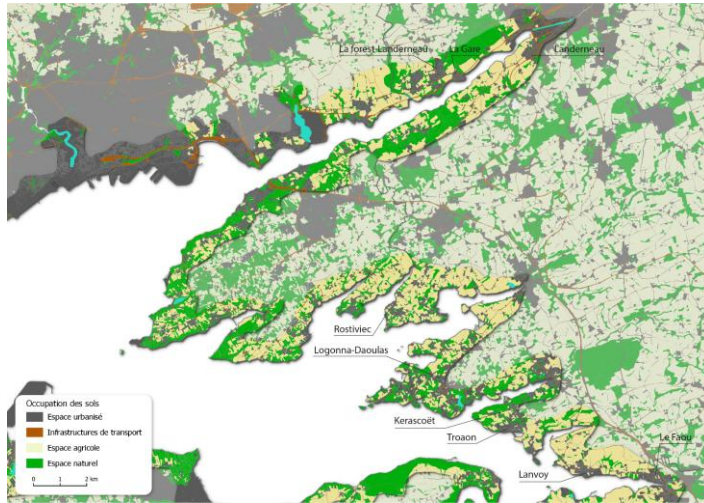 La forest-Landerneau
La Gare
Landerneau
Rostiviec
Logonna-Daoulas
Kerascoët
Troaon
Le Faou
Lanvoy
Occupation des sols
Espace urbanisé
Infrastructures de transport
Espace agricole
Espace naturel
0 1 2 km